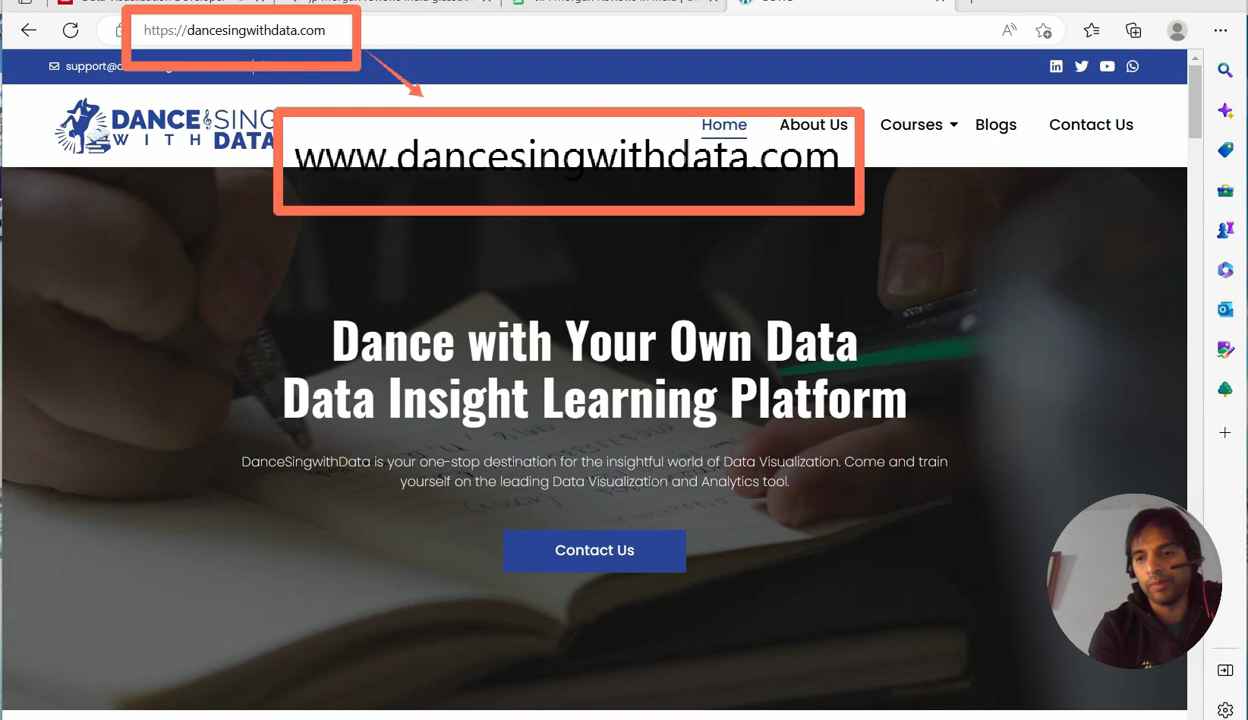 https://dancesingwithdata.com
DANCE SING
WITH DATA
Home About Us Courses Blogs Contact Us
www.dancesingwithdata.com
Dance with Your Own Data
Data Insight Learning Platform
DanceSingwithData is your one-stop destination for the insightful world of Data Visualization. Come and train
yourself on the leading Data Visualization and Analytics tool.
Contact Us